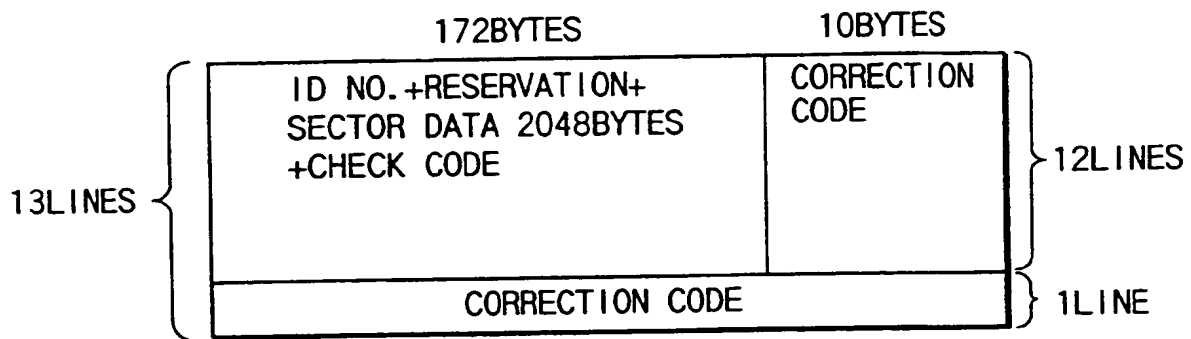 172BYTES 10BYTES
ID NO.+RESERVATION+
SECTOR DATA 2048BYTES
+CHECK CODE
CORRECTION
CODE
13LINES
12LINES
CORRECTION CODE
1LINE